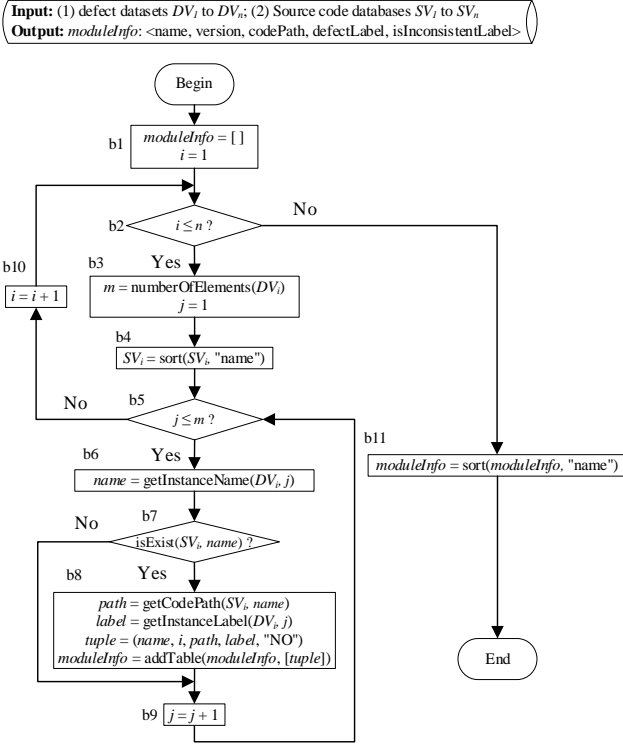 Input: (1) defect datasets DV1 to DVn; (2) Source code databases SV1 to SVn
Output: moduleInfo: <name, version, codePath, defectLabel, isInconsistentLabel>
Begin
b1
moduleInfo = [ ]
i = 1
b2
i ≤ n ?
No
Yes
b3
m = numberOfElements(DVi)
j = 1
b10
i = i + 1
b4
SVi = sort(SVi, "name")
b5
j ≤ m ?
No
Yes
b6
name = getInstanceName(DVi, j)
b11
moduleInfo = sort(moduleInfo, "name")
b7
isExist(SVi, name) ?
No
Yes
b8
path = getCodePath(SVi, name)
label = getInstanceLabel(DVi, j)
tuple = (name, i, path, label, "NO")
moduleInfo = addTable(moduleInfo, [tuple])
b9
j = j + 1
End